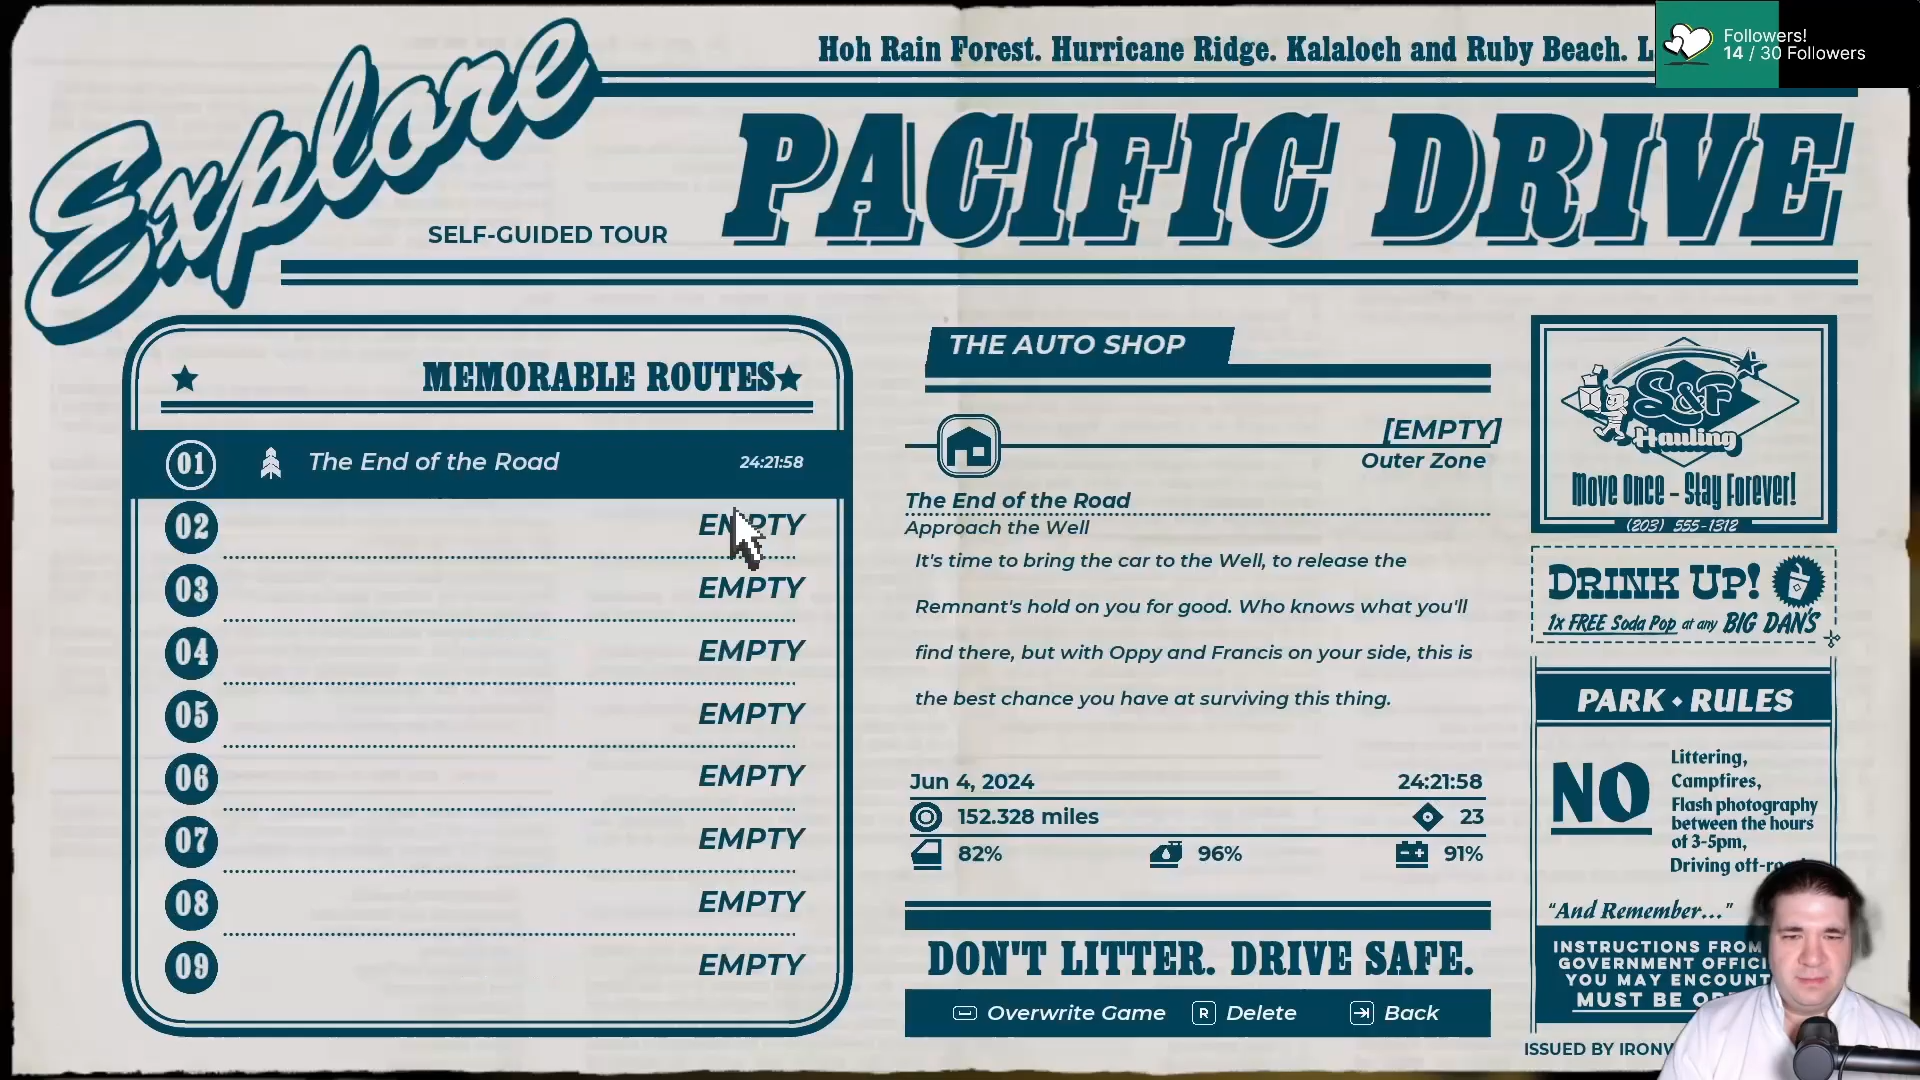 Explore
SELF-GUIDED TOUR
Hoh Rain Forest. Hurricane Ridge. Kalaloch and Ruby Beach. L
PACIFIC DRIVE
Followers!
14 / 30 Followers
MEMORABLE ROUTES
01 The End of the Road 24:21:58
02 EMPTY
03 EMPTY
04 EMPTY
05 EMPTY
06 EMPTY
07 EMPTY
08 EMPTY
09 EMPTY
THE AUTO SHOP
[EMPTY]
Outer Zone
The End of the Road
Approach the Well
It's time to bring the car to the Well, to release the
Remnant's hold on you for good. Who knows what you'll
find there, but with Oppy and Francis on your side, this is
the best chance you have at surviving this thing.
Jun 4, 2024 24:21:58
152.328 miles 23
82% 96% 91%
DON'T LITTER. DRIVE SAFE.
Overwrite Game R Delete Back
S&F
Hauling
Move Once - Stay Forever!
(203) 555-1312
DRINK UP!
1x FREE Soda Pop at any BIG DAN'S
PARK • RULES
NO
Littering,
Campfires,
Flash photography
between the hours
of 3-5pm,
Driving off-ro
"And Remember..."
INSTRUCTIONS FROM
GOVERNMENT OFFICI
YOU MAY ENCOUNT
MUST BE
ISSUED BY